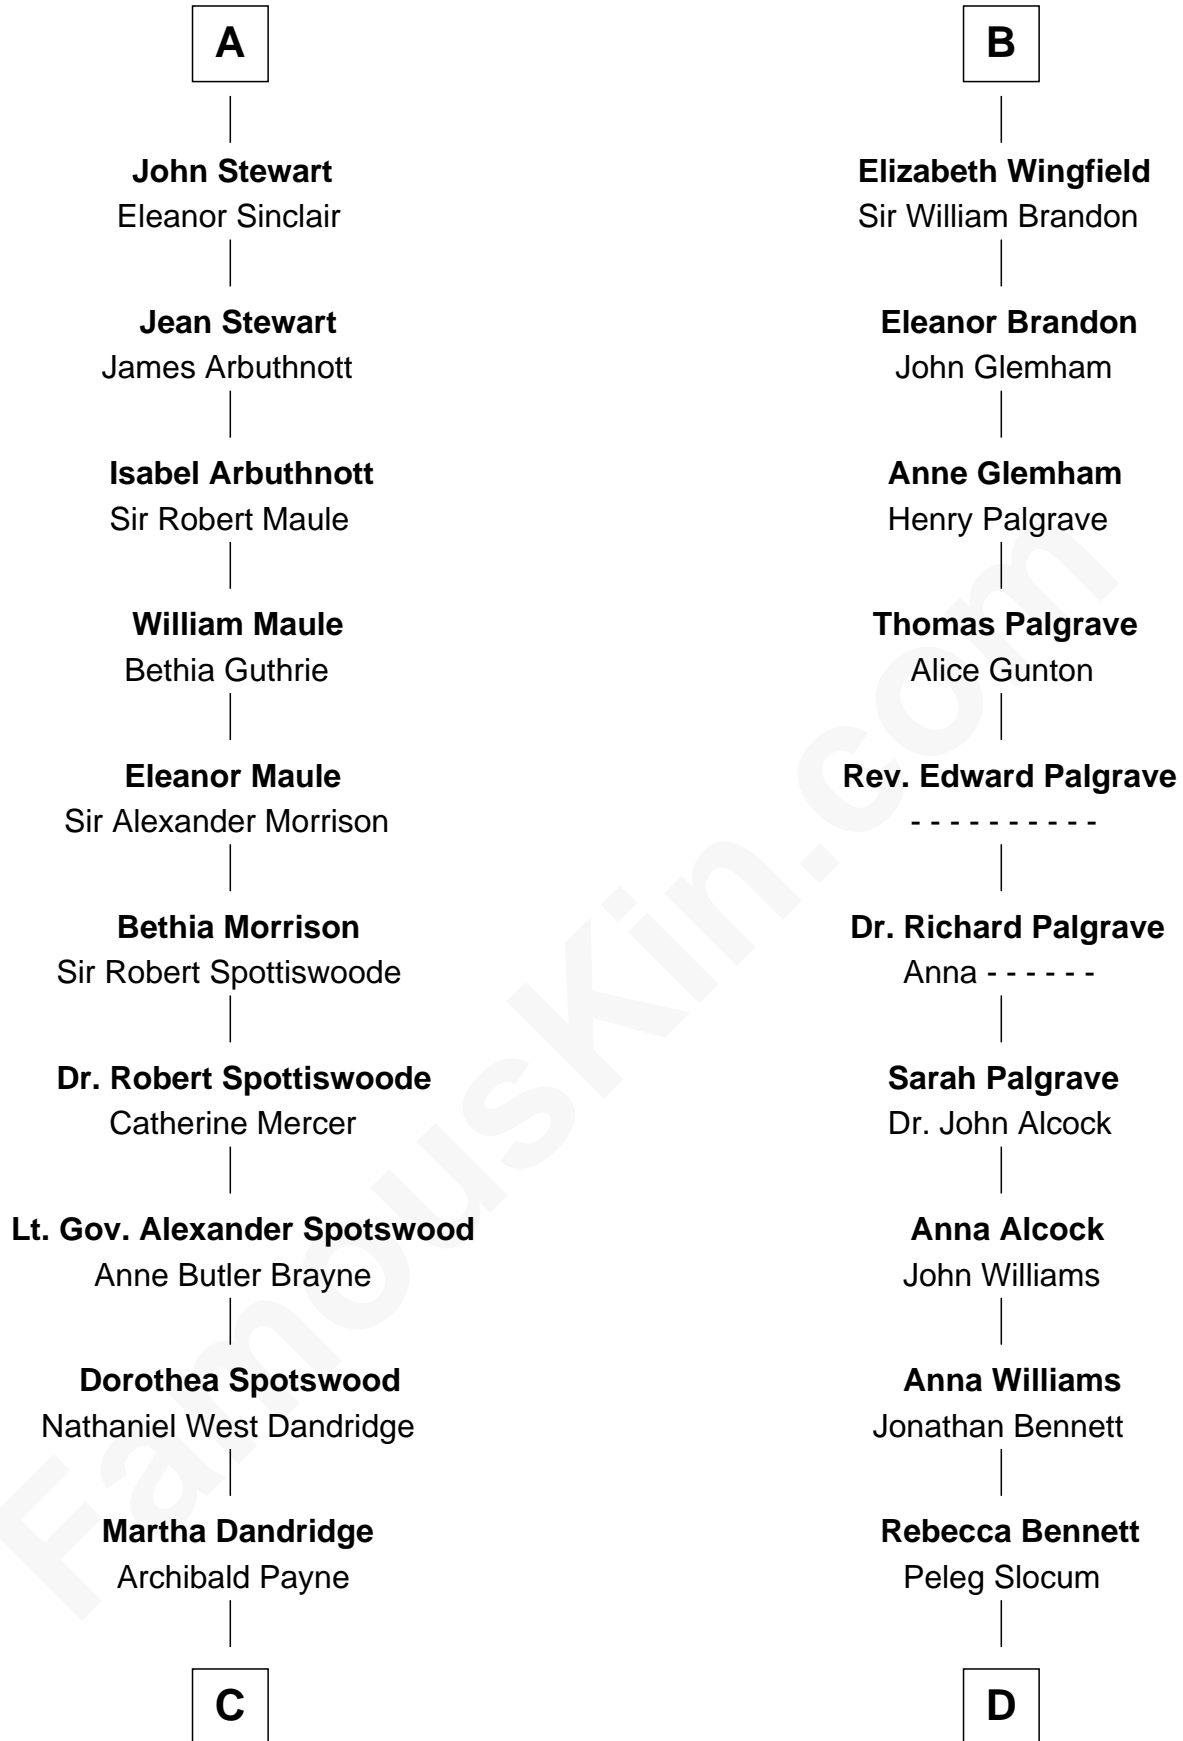 A
John Stewart
Eleanor Sinclair
Jean Stewart
James Arbuthnott
Isabel Arbuthnott
Sir Robert Maule
William Maule
Bethia Guthrie
Eleanor Maule
Sir Alexander Morrison
Bethia Morrison
Sir Robert Spottiswoode
Dr. Robert Spottiswoode
Catherine Mercer
Lt. Gov. Alexander Spotswood
Anne Butler Brayne
Dorothea Spotswood
Nathaniel West Dandridge
Martha Dandridge
Archibald Payne
C
B
Elizabeth Wingfield
Sir William Brandon
Eleanor Brandon
John Glemham
Anne Glemham
Henry Palgrave
Thomas Palgrave
Alice Gunton
Rev. Edward Palgrave
- - - - - - - - - -
Dr. Richard Palgrave
Anna - - - - - -
Sarah Palgrave
Dr. John Alcock
Anna Alcock
John Williams
Anna Williams
Jonathan Bennett
Rebecca Bennett
Peleg Slocum
D
FamousKin.com